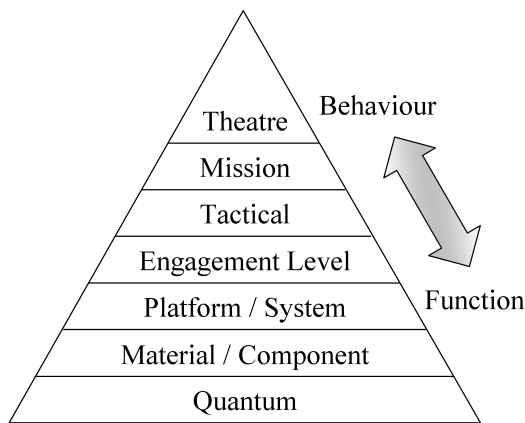 Behaviour
Theatre
Mission
Tactical
Engagement Level
Platform / System
Function
Material / Component
Quantum